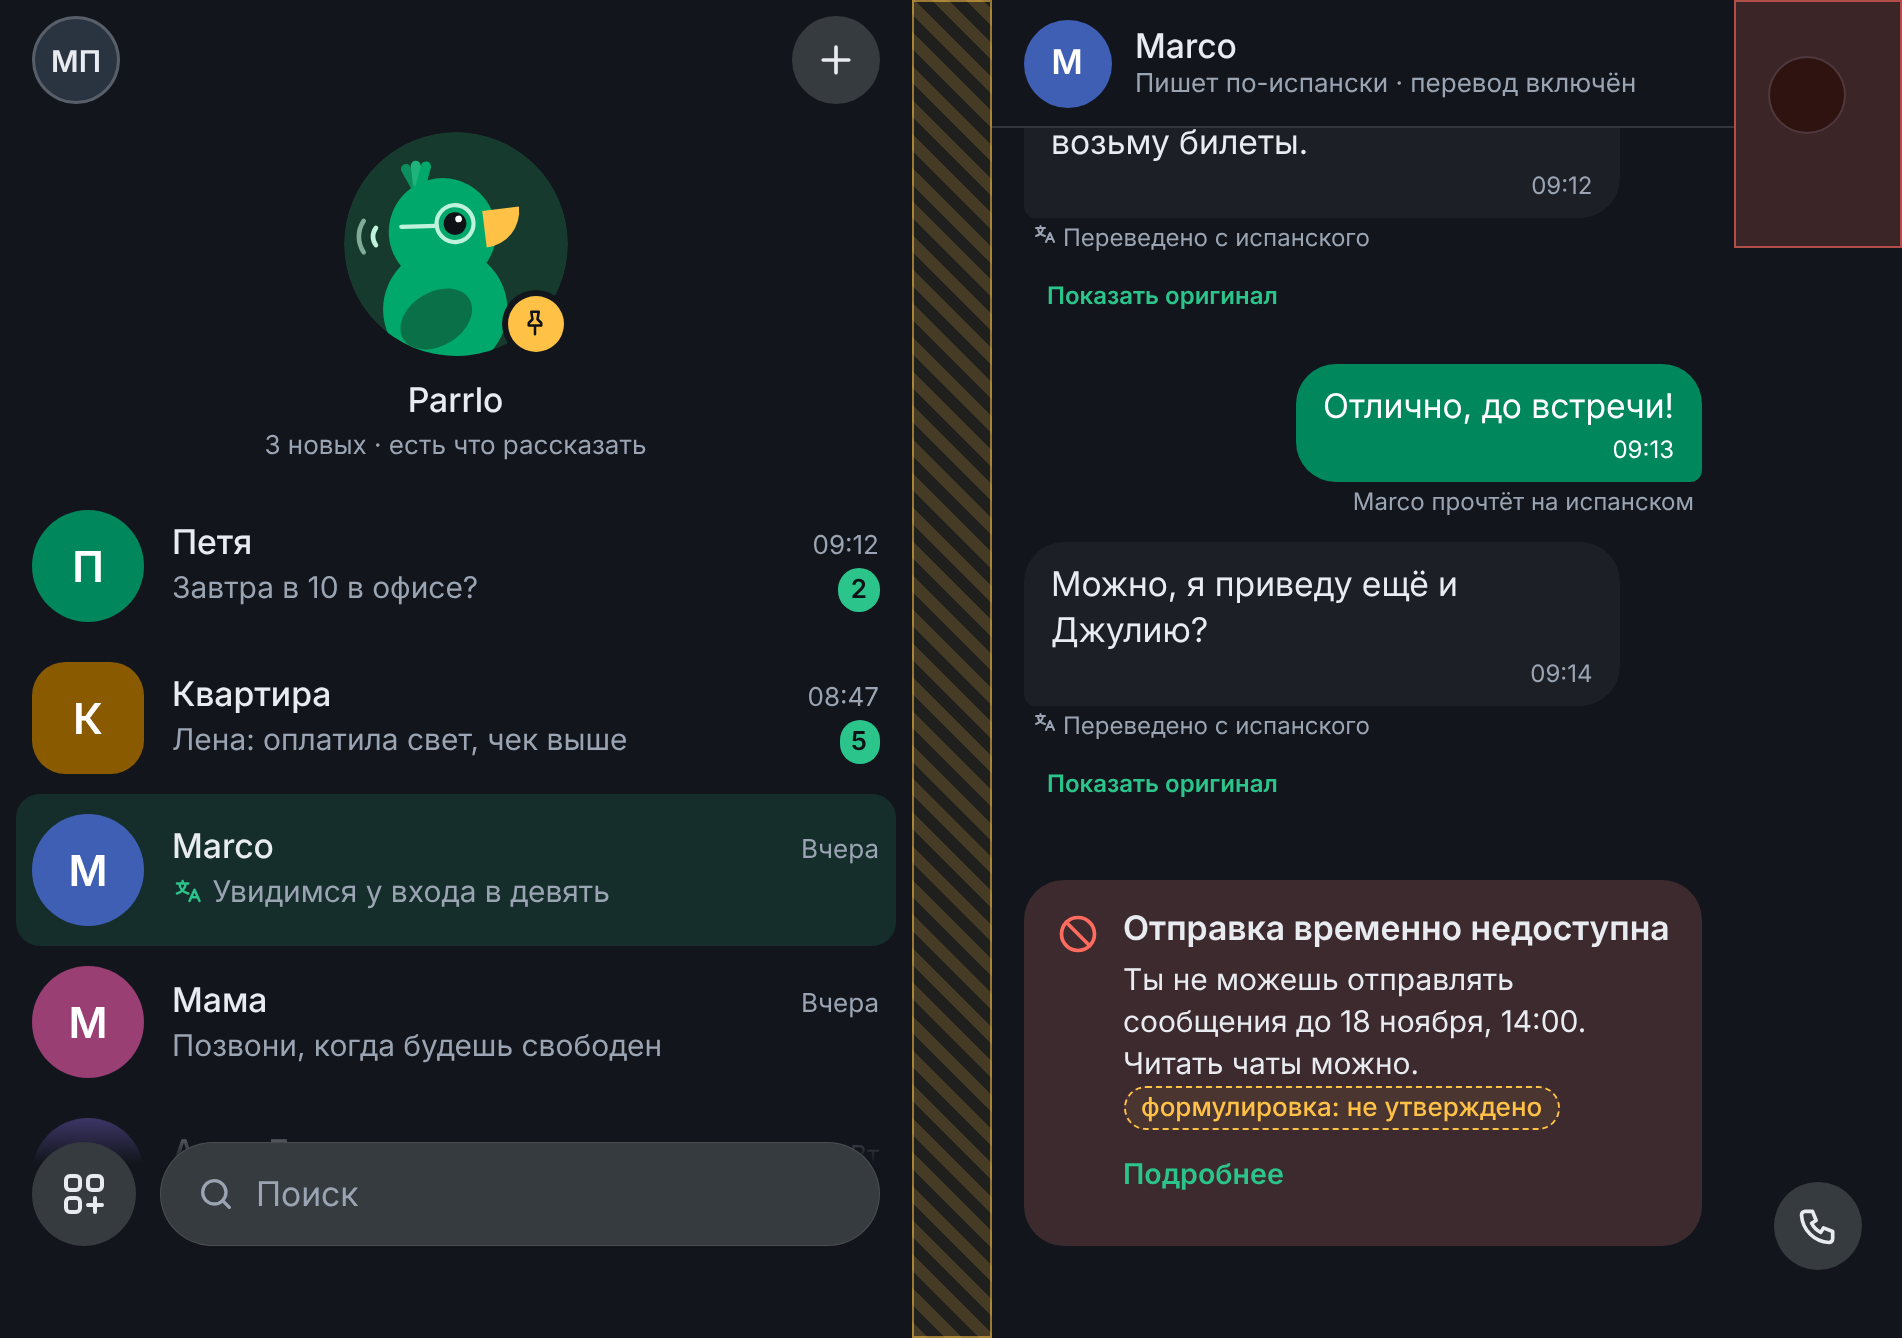 МП
Parrlo
3 новых · есть что рассказать
П
Петя
09:12
Завтра в 10 в офисе?
2
К
Квартира
08:47
Лена: оплатила свет, чек выше
5
M
Marco
Вчера
Увидимся у входа в девять
М
Мама
Вчера
Позвони, когда будешь свободен
Поиск
M
Marco
Пишет по-испански · перевод включён
возьму билеты.
09:12
Переведено с испанского
Показать оригинал
Отлично, до встречи!
09:13
Marco прочтёт на испанском
Можно, я приведу ещё и
Джулию?
09:14
Переведено с испанского
Показать оригинал
Отправка временно недоступна
Ты не можешь отправлять
сообщения до 18 ноября, 14:00.
Читать чаты можно.
формулировка: не утверждено
Подробнее